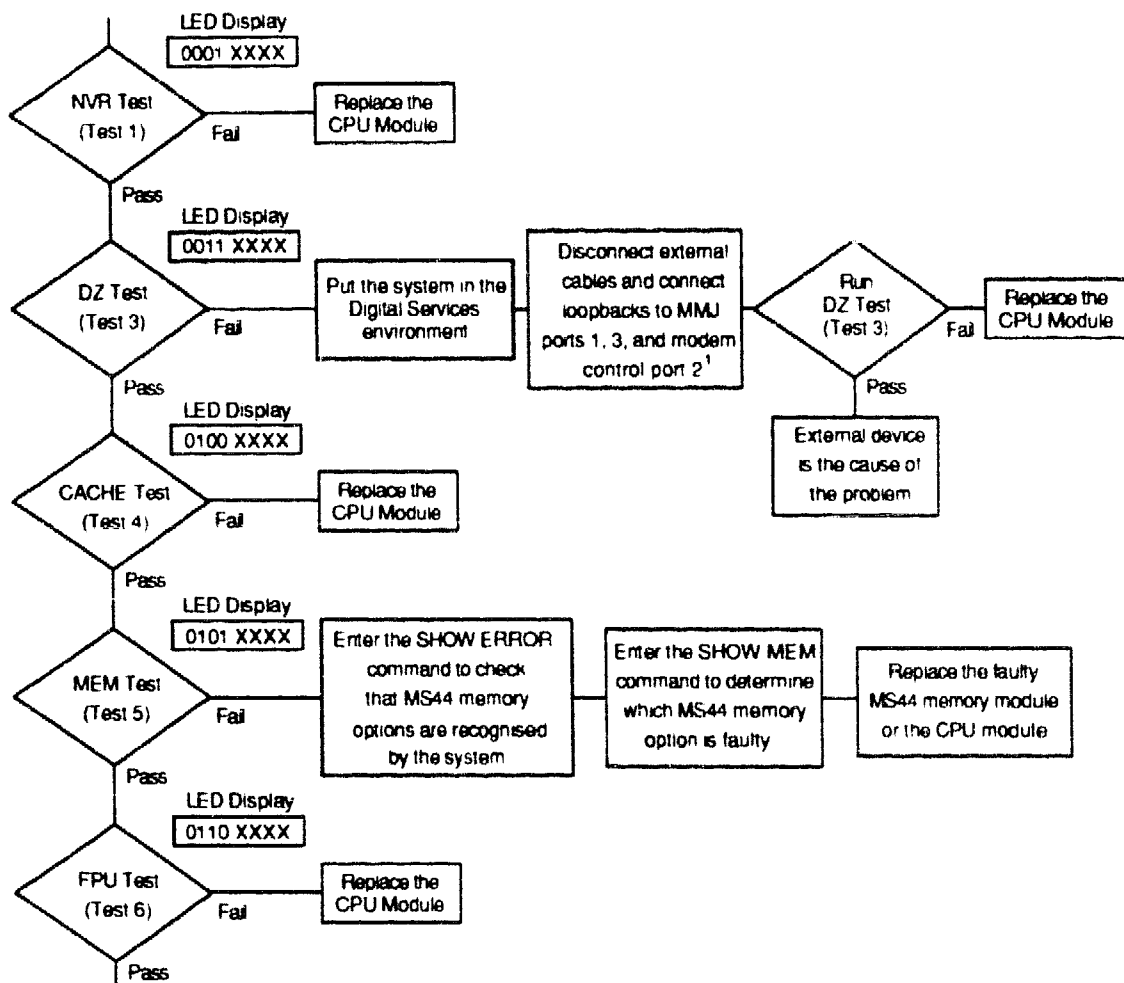 LED Display
0001 XXXX
NVR Test
(Test 1)
Fail
Replace the
CPU Module
Pass
LED Display
0011 XXXX
DZ Test
(Test 3)
Fail
Put the system in the
Digital Services
environment
Disconnect external
cables and connect
loopbacks to MMJ
ports 1, 3, and modem
control port 2¹
Run
DZ Test
(Test 3)
Fail
Replace the
CPU Module
Pass
External device
is the cause of
the problem
Pass
LED Display
0100 XXXX
CACHE Test
(Test 4)
Fail
Replace the
CPU Module
Pass
LED Display
0101 XXXX
MEM Test
(Test 5)
Fail
Enter the SHOW ERROR
command to check
that MS44 memory
options are recognised
by the system
Enter the SHOW MEM
command to determine
which MS44 memory
option is faulty
Replace the faulty
MS44 memory module
or the CPU module
Pass
LED Display
0110 XXXX
FPU Test
(Test 6)
Fail
Replace the
CPU Module
Pass